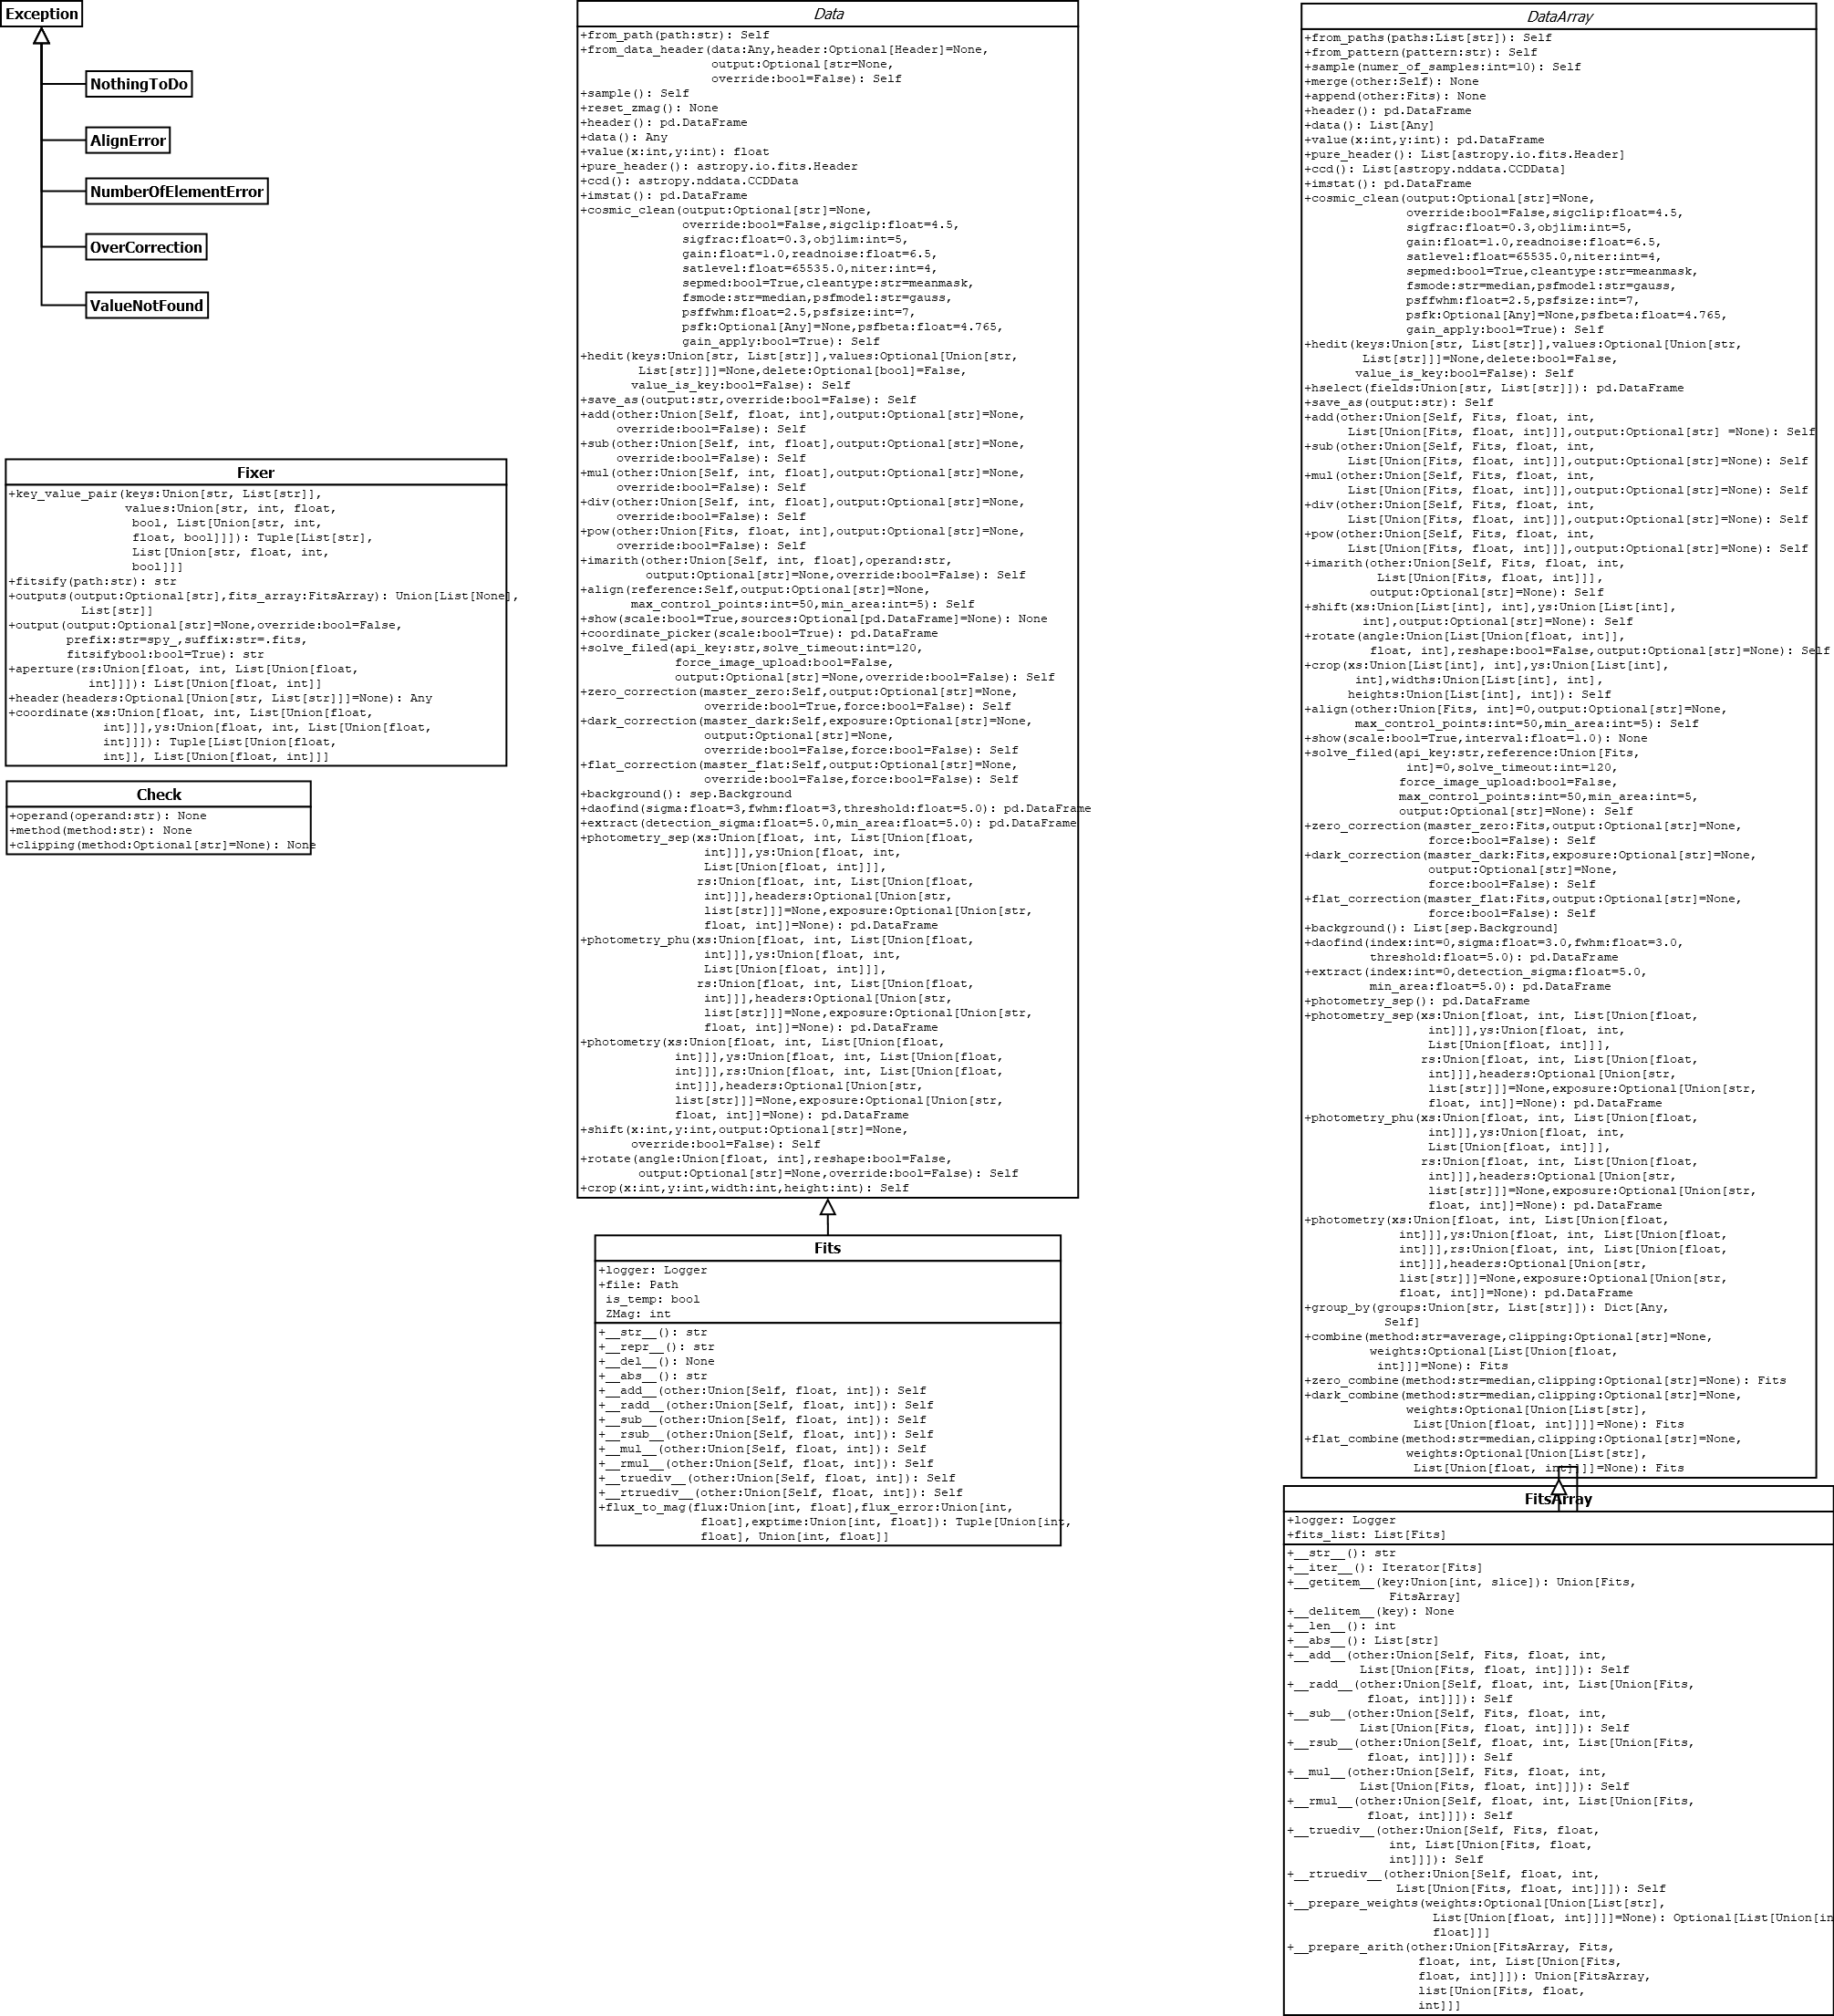 Exception
NothingToDo
AlignError
NumberOfElementError
OverCorrection
ValueNotFound
Fixer
+key_value_pair(keys:Union[str, List[str]],
values:Union[str, int, float,
bool, List[Union[str, int,
float, bool]]]): Tuple[List[str],
List[Union[str, float, int,
bool]]]
+fitsify(path:str): str
+outputs(output:Optional[str],fits_array:FitsArray): Union[List[None],
List[str]]
+output(output:Optional[str]=None,override:bool=False,
prefix:str=spy_,suffix:str=.fits,
fitsifybool:bool=True): str
+aperture(rs:Union[float, int, List[Union[float,
int]]]): List[Union[float, int]]
+header(headers:Optional[Union[str, List[str]]]=None): Any
+coordinate(xs:Union[float, int, List[Union[float,
int]]],ys:Union[float, int, List[Union[float,
int]]]): Tuple[List[Union[float,
int]], List[Union[float, int]]]
Check
+operand(operand:str): None
+method(method:str): None
+clipping(method:Optional[str]=None): None
Data
+from_path(path:str): Self
+from_data_header(data:Any,header:Optional[Header]=None,
output:Optional[str=None,
override:bool=False): Self
+sample(): Self
+reset_zmag(): None
+header(): pd.DataFrame
+data(): Any
+value(x:int,y:int): float
+pure_header(): astropy.io.fits.Header
+ccd(): astropy.nddata.CCDData
+imstat(): pd.DataFrame
+cosmic_clean(output:Optional[str]=None,
override:bool=False,sigclip:float=4.5,
sigfrac:float=0.3,objlim:int=5,
gain:float=1.0,readnoise:float=6.5,
satlevel:float=65535.0,niter:int=4,
sepmed:bool=True,cleantype:str=meanmask,
fsmode:str=median,psfmodel:str=gauss,
psffwhm:float=2.5,psfsize:int=7,
psfk:Optional[Any]=None,psfbeta:float=4.765,
gain_apply:bool=True): Self
+hedit(keys:Union[str, List[str]],values:Optional[Union[str,
List[str]]]=None,delete:Optional[bool]=False,
value_is_key:bool=False): Self
+save_as(output:str,override:bool=False): Self
+add(other:Union[Self, float, int],output:Optional[str]=None,
override:bool=False): Self
+sub(other:Union[Self, int, float],output:Optional[str]=None,
override:bool=False): Self
+mul(other:Union[Self, int, float],output:Optional[str]=None,
override:bool=False): Self
+div(other:Union[Self, int, float],output:Optional[str]=None,
override:bool=False): Self
+pow(other:Union[Fits, float, int],output:Optional[str]=None,
override:bool=False): Self
+imarith(other:Union[Self, int, float],operand:str,
output:Optional[str]=None,override:bool=False): Self
+align(reference:Self,output:Optional[str]=None,
max_control_points:int=50,min_area:int=5): Self
+show(scale:bool=True,sources:Optional[pd.DataFrame]=None): None
+coordinate_picker(scale:bool=True): pd.DataFrame
+solve_filed(api_key:str,solve_timeout:int=120,
force_image_upload:bool=False,
output:Optional[str]=None,override:bool=False): Self
+zero_correction(master_zero:Self,output:Optional[str]=None,
override:bool=True,force:bool=False): Self
+dark_correction(master_dark:Self,exposure:Optional[str]=None,
output:Optional[str]=None,
override:bool=False,force:bool=False): Self
+flat_correction(master_flat:Self,output:Optional[str]=None,
override:bool=False,force:bool=False): Self
+background(): sep.Background
+daofind(sigma:float=3,fwhm:float=3,threshold:float=5.0): pd.DataFrame
+extract(detection_sigma:float=5.0,min_area:float=5.0): pd.DataFrame
+photometry_sep(xs:Union[float, int, List[Union[float,
int]]],ys:Union[float, int,
List[Union[float, int]]],
rs:Union[float, int, List[Union[float,
int]]],headers:Optional[Union[str,
list[str]]]=None,exposure:Optional[Union[str,
float, int]]=None): pd.DataFrame
+photometry_phu(xs:Union[float, int, List[Union[float,
int]]],ys:Union[float, int,
List[Union[float, int]]],
rs:Union[float, int, List[Union[float,
int]]],headers:Optional[Union[str,
list[str]]]=None,exposure:Optional[Union[str,
float, int]]=None): pd.DataFrame
+photometry(xs:Union[float, int, List[Union[float,
int]]],ys:Union[float, int, List[Union[float,
int]]],rs:Union[float, int, List[Union[float,
int]]],headers:Optional[Union[str,
list[str]]]=None,exposure:Optional[Union[str,
float, int]]=None): pd.DataFrame
+shift(x:int,y:int,output:Optional[str]=None,
override:bool=False): Self
+rotate(angle:Union[float, int],reshape:bool=False,
output:Optional[str]=None,override:bool=False): Self
+crop(x:int,y:int,width:int,height:int): Self
Fits
+logger: Logger
+file: Path
is_temp: bool
ZMag: int
+__str__(): str
+__repr__(): str
+__del__(): None
+__abs__(): str
+__add__(other:Union[Self, float, int]): Self
+__radd__(other:Union[Self, float, int]): Self
+__sub__(other:Union[Self, float, int]): Self
+__rsub__(other:Union[Self, float, int]): Self
+__mul__(other:Union[Self, float, int]): Self
+__rmul__(other:Union[Self, float, int]): Self
+__truediv__(other:Union[Self, float, int]): Self
+__rtruediv__(other:Union[Self, float, int]): Self
+flux_to_mag(flux:Union[int, float],flux_error:Union[int,
float],exptime:Union[int, float]): Tuple[Union[int,
float], Union[int, float]]
DataArray
+from_paths(paths:List[str]): Self
+from_pattern(pattern:str): Self
+sample(numer_of_samples:int=10): Self
+merge(other:Self): None
+append(other:Fits): None
+header(): pd.DataFrame
+data(): List[Any]
+value(x:int,y:int): pd.DataFrame
+pure_header(): List[astropy.io.fits.Header]
+ccd(): List[astropy.nddata.CCDData]
+imstat(): pd.DataFrame
+cosmic_clean(output:Optional[str]=None,
override:bool=False,sigclip:float=4.5,
sigfrac:float=0.3,objlim:int=5,
gain:float=1.0,readnoise:float=6.5,
satlevel:float=65535.0,niter:int=4,
sepmed:bool=True,cleantype:str=meanmask,
fsmode:str=median,psfmodel:str=gauss,
psffwhm:float=2.5,psfsize:int=7,
psfk:Optional[Any]=None,psfbeta:float=4.765,
gain_apply:bool=True): Self
+hedit(keys:Union[str, List[str]],values:Optional[Union[str,
List[str]]]=None,delete:bool=False,
value_is_key:bool=False): Self
+hselect(fields:Union[str, List[str]]): pd.DataFrame
+save_as(output:str): Self
+add(other:Union[Self, Fits, float, int,
List[Union[Fits, float, int]]],output:Optional[str] =None): Self
+sub(other:Union[Self, Fits, float, int,
List[Union[Fits, float, int]]],output:Optional[str]=None): Self
+mul(other:Union[Self, Fits, float, int,
List[Union[Fits, float, int]]],output:Optional[str]=None): Self
+div(other:Union[Self, Fits, float, int,
List[Union[Fits, float, int]]],output:Optional[str]=None): Self
+pow(other:Union[Self, Fits, float, int,
List[Union[Fits, float, int]]],output:Optional[str]=None): Self
+imarith(other:Union[Self, Fits, float, int,
List[Union[Fits, float, int]]],
output:Optional[str]=None): Self
+shift(xs:Union[List[int], int],ys:Union[List[int],
int],output:Optional[str]=None): Self
+rotate(angle:Union[List[Union[float, int]],
float, int],reshape:bool=False,output:Optional[str]=None): Self
+crop(xs:Union[List[int], int],ys:Union[List[int],
int],widths:Union[List[int], int],
heights:Union[List[int], int]): Self
+align(other:Union[Fits, int]=0,output:Optional[str]=None,
max_control_points:int=50,min_area:int=5): Self
+show(scale:bool=True,interval:float=1.0): None
+solve_filed(api_key:str,reference:Union[Fits,
int]=0,solve_timeout:int=120,
force_image_upload:bool=False,
max_control_points:int=50,min_area:int=5,
output:Optional[str]=None): Self
+zero_correction(master_zero:Fits,output:Optional[str]=None,
force:bool=False): Self
+dark_correction(master_dark:Fits,exposure:Optional[str]=None,
output:Optional[str]=None,
force:bool=False): Self
+flat_correction(master_flat:Fits,output:Optional[str]=None,
force:bool=False): Self
+background(): List[sep.Background]
+daofind(index:int=0,sigma:float=3.0,fwhm:float=3.0,
threshold:float=5.0): pd.DataFrame
+extract(index:int=0,detection_sigma:float=5.0,
min_area:float=5.0): pd.DataFrame
+photometry_sep(): pd.DataFrame
+photometry_sep(xs:Union[float, int, List[Union[float,
int]]],ys:Union[float, int,
List[Union[float, int]]],
rs:Union[float, int, List[Union[float,
int]]],headers:Optional[Union[str,
list[str]]]=None,exposure:Optional[Union[str,
float, int]]=None): pd.DataFrame
+photometry_phu(xs:Union[float, int, List[Union[float,
int]]],ys:Union[float, int,
List[Union[float, int]]],
rs:Union[float, int, List[Union[float,
int]]],headers:Optional[Union[str,
list[str]]]=None,exposure:Optional[Union[str,
float, int]]=None): pd.DataFrame
+photometry(xs:Union[float, int, List[Union[float,
int]]],ys:Union[float, int, List[Union[float,
int]]],rs:Union[float, int, List[Union[float,
int]]],headers:Optional[Union[str,
list[str]]]=None,exposure:Optional[Union[str,
float, int]]=None): pd.DataFrame
+group_by(groups:Union[str, List[str]]): Dict[Any,
Self]
+combine(method:str=average,clipping:Optional[str]=None,
weights:Optional[List[Union[float,
int]]]=None): Fits
+zero_combine(method:str=median,clipping:Optional[str]=None): Fits
+dark_combine(method:str=median,clipping:Optional[str]=None,
weights:Optional[Union[List[str],
List[Union[float, int]]]]=None): Fits
+flat_combine(method:str=median,clipping:Optional[str]=None,
weights:Optional[Union[List[str],
List[Union[float, int]]]]=None): Fits
FitsArray
+logger: Logger
+fits_list: List[Fits]
+__str__(): str
+__iter__(): Iterator[Fits]
+__getitem__(key:Union[int, slice]): Union[Fits,
FitsArray]
+__delitem__(key): None
+__len__(): int
+__abs__(): List[str]
+__add__(other:Union[Self, Fits, float, int,
List[Union[Fits, float, int]]]): Self
+__radd__(other:Union[Self, float, int, List[Union[Fits,
float, int]]]): Self
+__sub__(other:Union[Self, Fits, float, int,
List[Union[Fits, float, int]]]): Self
+__rsub__(other:Union[Self, float, int, List[Union[Fits,
float, int]]]): Self
+__mul__(other:Union[Self, Fits, float, int,
List[Union[Fits, float, int]]]): Self
+__rmul__(other:Union[Self, float, int, List[Union[Fits,
float, int]]]): Self
+__truediv__(other:Union[Self, Fits, float,
int, List[Union[Fits, float,
int]]]): Self
+__rtruediv__(other:Union[Self, float, int,
List[Union[Fits, float, int]]]): Self
+__prepare_weights(weights:Optional[Union[List[str],
List[Union[float, int]]]]=None): Optional[List[Union[in
float]]]
+__prepare_arith(other:Union[FitsArray, Fits,
float, int, List[Union[Fits,
float, int]]]): Union[FitsArray,
list[Union[Fits, float,
int]]]